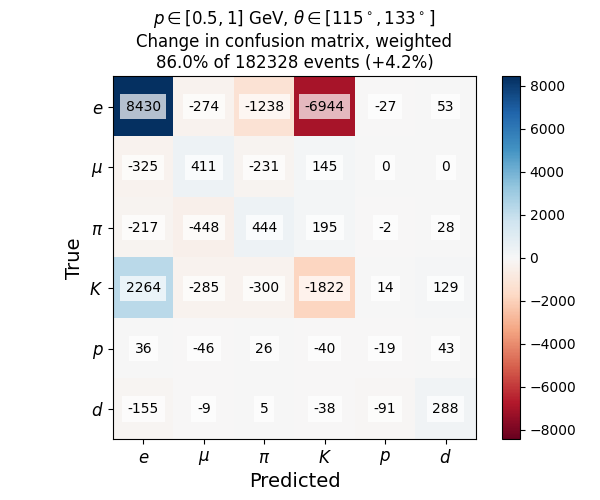 p ∈ [0.5, 1] GeV, θ ∈ [115°, 133°]
Change in confusion matrix, weighted
86.0% of 182328 events (+4.2%)
e 8430 -274 -1238 -6944 -27 53
μ -325 411 -231 145 0 0
π -217 -448 444 195 -2 28
K 2264 -285 -300 -1822 14 129
p 36 -46 26 -40 -19 43
d -155 -9 5 -38 -91 288
e μ π K p d
True
Predicted
8000
6000
4000
2000
0
−2000
−4000
−6000
−8000